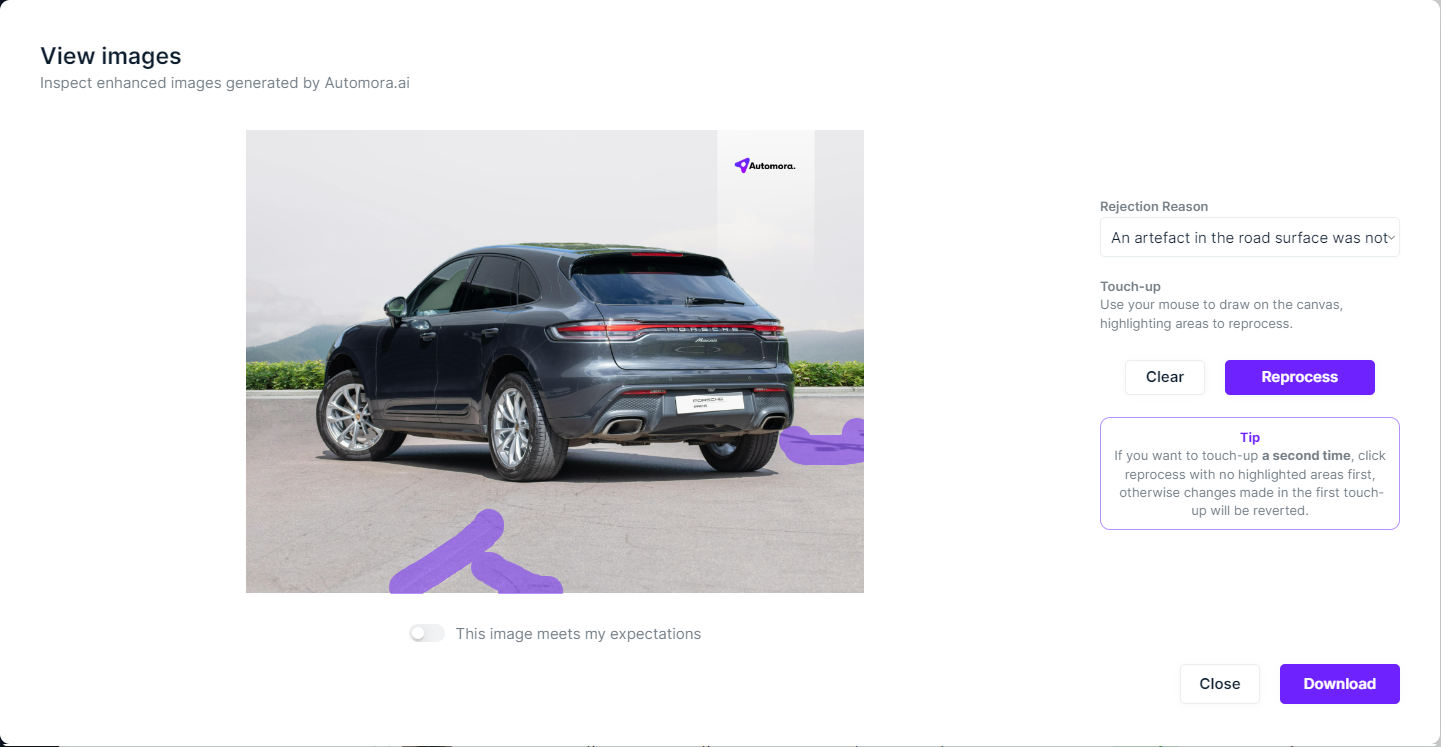 View images
Inspect enhanced images generated by Automora.ai
Automora.
PORSCHE
Macan
PORSCHE
Rejection Reason
An artefact in the road surface was not
Touch-up
Use your mouse to draw on the canvas,
highlighting areas to reprocess.
Clear
Reprocess
Tip
If you want to touch-up a second time, click
reprocess with no highlighted areas first,
otherwise changes made in the first touch-
up will be reverted.
This image meets my expectations
Close
Download